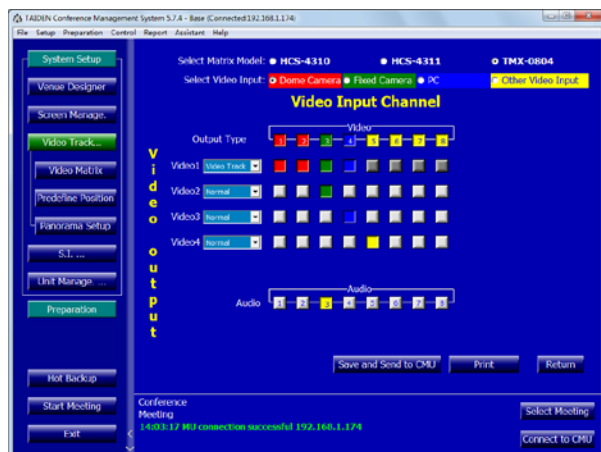 TAIDEN Conference Management System 5.7.4 - Base (Connected:192.168.1.174)
File Setup Preparation Control Report Assistant Help
System Setup
Venue Designer
Screen Manage.
Video Track...
Video Matrix
Predefine Position
Panorama Setup
S.I. ...
Unit Manage. ...
Preparation
Hot Backup
Start Meeting
Exit
Select Matrix Model: HCS-4310 HCS-4311 TMX-0804
Select Video Input: Dome Camera Fixed Camera PC Other Video Input
Video Input Channel
Video output
Output Type
Video
1 2 3 4 5 6 7 8
Video1 Video Track
Video2 Normal
Video3 Normal
Video4 Normal
Audio
Audio 1 2 3 4 5 6 7 8
Save and Send to CMU Print Return
Conference
Meeting
14:03:17 MU connection successful 192.168.1.174
Select Meeting
Connect to CMU